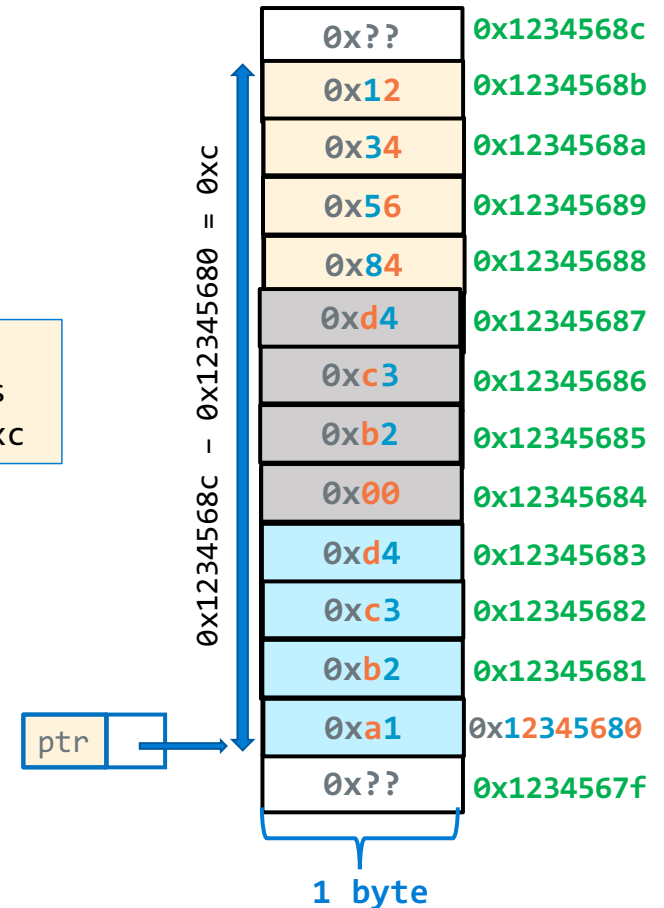 0x?? 0x1234568c
0x12 0x1234568b
0x34 0x1234568a
0x56 0x12345689
0x84 0x12345688
0xd4 0x12345687
0xc3 0x12345686
0xb2 0x12345685
0x00 0x12345684
0xd4 0x12345683
0xc3 0x12345682
0xb2 0x12345681
0xa1 0x12345680
0x?? 0x1234567f
0x1234568c - 0x12345680 = 0xc
s
xc
ptr
1 byte